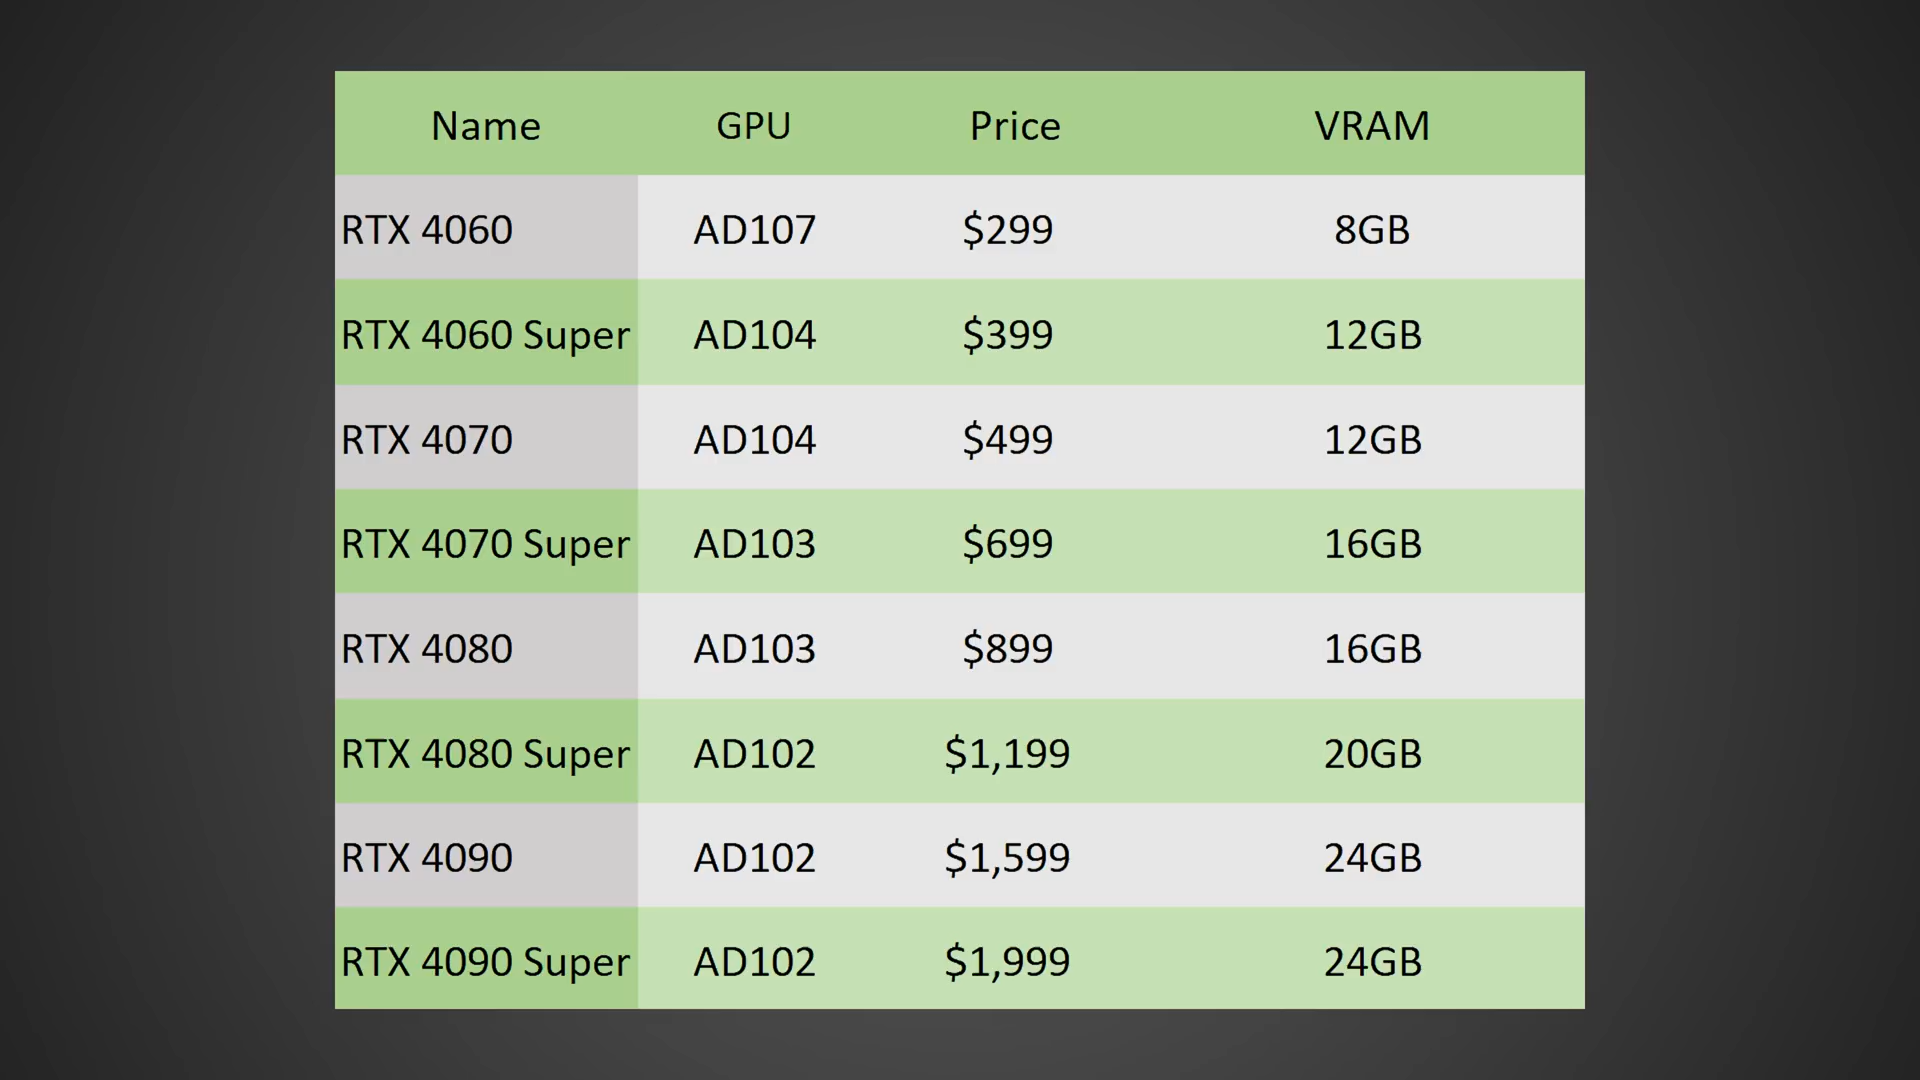 Name GPU Price VRAM
RTX 4060 AD107 $299 8GB
RTX 4060 Super AD104 $399 12GB
RTX 4070 AD104 $499 12GB
RTX 4070 Super AD103 $699 16GB
RTX 4080 AD103 $899 16GB
RTX 4080 Super AD102 $1,199 20GB
RTX 4090 AD102 $1,599 24GB
RTX 4090 Super AD102 $1,999 24GB